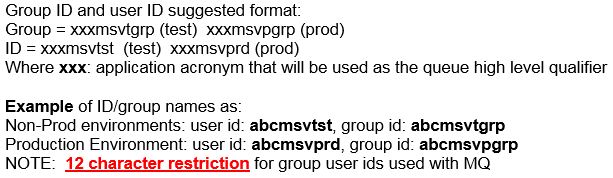 Group ID and user ID suggested format:
Group = xxxmsvtgrp (test)  xxxmsvpgrp (prod)
ID = xxxmsvtst  (test)  xxxmsvprd (prod)
Where xxx: application acronym that will be used as the queue high level qualifier
Example of ID/group names as:
Non-Prod environments: user id: abcmsvtst, group id: abcmsvtgrp
Production Environment: user id: abcmsvprd, group id: abcmsvpgrp
NOTE:  12 character restriction for group user ids used with MQ